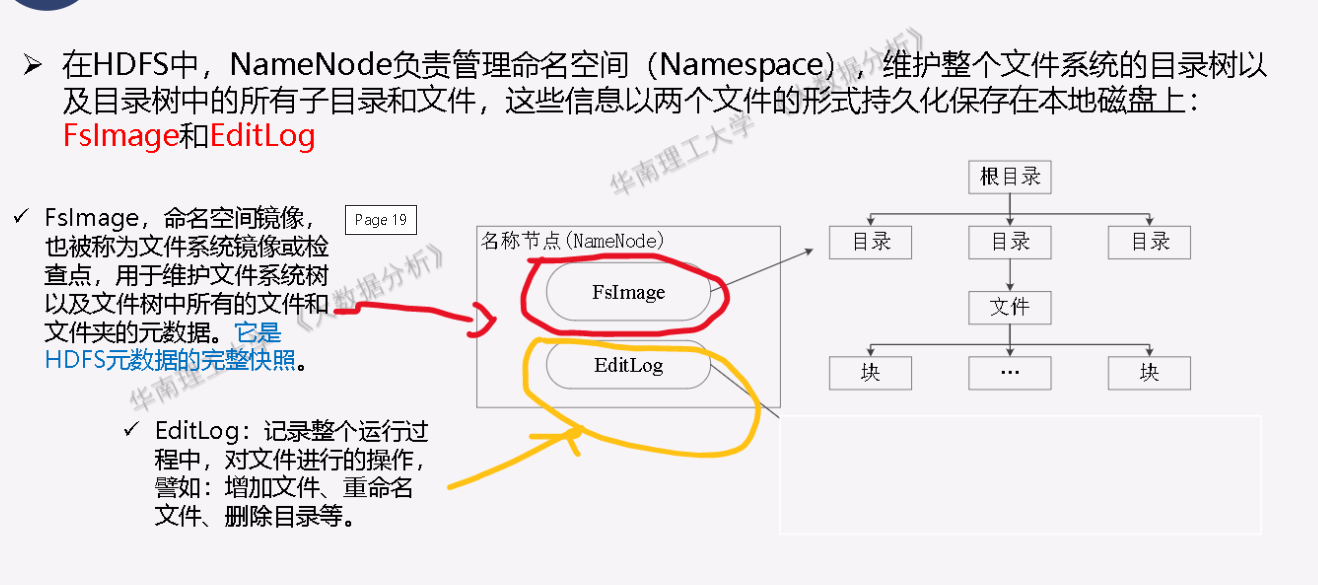 在HDFS中，NameNode负责管理命名空间（Namespace），维护整个文件系统的目录树以
及目录树中的所有子目录和文件，这些信息以两个文件的形式持久化保存在本地磁盘上：
FsImage和EditLog
FsImage，命名空间镜像，
也被称为文件系统镜像或检
查点，用于维护文件系统树
以及文件树中所有的文件和
文件夹的元数据。它是
HDFS元数据的完整快照。
Page 19
EditLog：记录整个运行过
程中，对文件进行的操作，
譬如：增加文件、重命名
文件、删除目录等。
名称节点(NameNode)
FsImage
EditLog
根目录
目录
目录
目录
文件
块
…
块
华南理工大学 《大数据分析》
华南理工大学 《大数据分析》